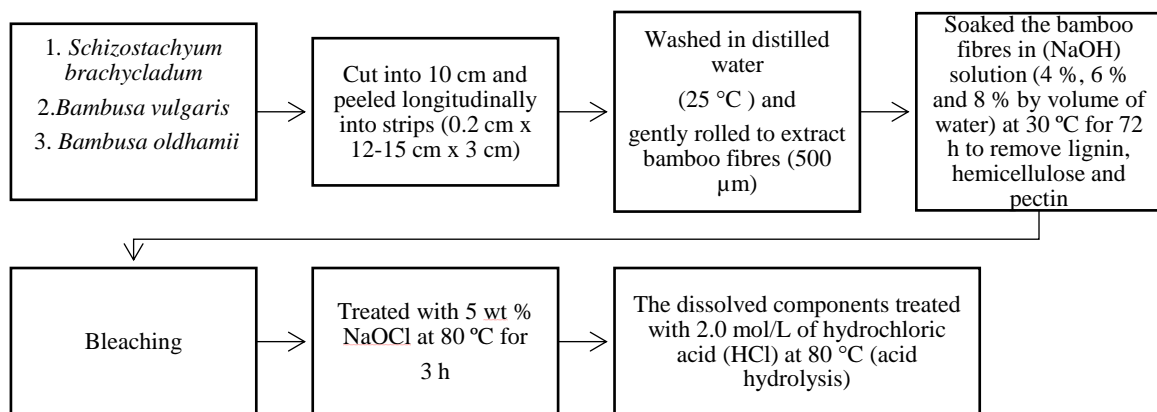 1. Schizostachyum
brachycladum
2.Bambusa vulgaris
3. Bambusa oldhamii
Cut into 10 cm and
peeled longitudinally
into strips (0.2 cm x
12-15 cm x 3 cm)
Washed in distilled
water
(25 °C ) and
gently rolled to extract
bamboo fibres (500
µm)
Soaked the bamboo
fibres in (NaOH)
solution (4 %, 6 %
and 8 % by volume of
water) at 30 ºC for 72
h to remove lignin,
hemicellulose and
pectin
Bleaching
Treated with 5 wt %
NaOCl at 80 ºC for
3 h
The dissolved components treated
with 2.0 mol/L of hydrochloric
acid (HCl) at 80 °C (acid
hydrolysis)